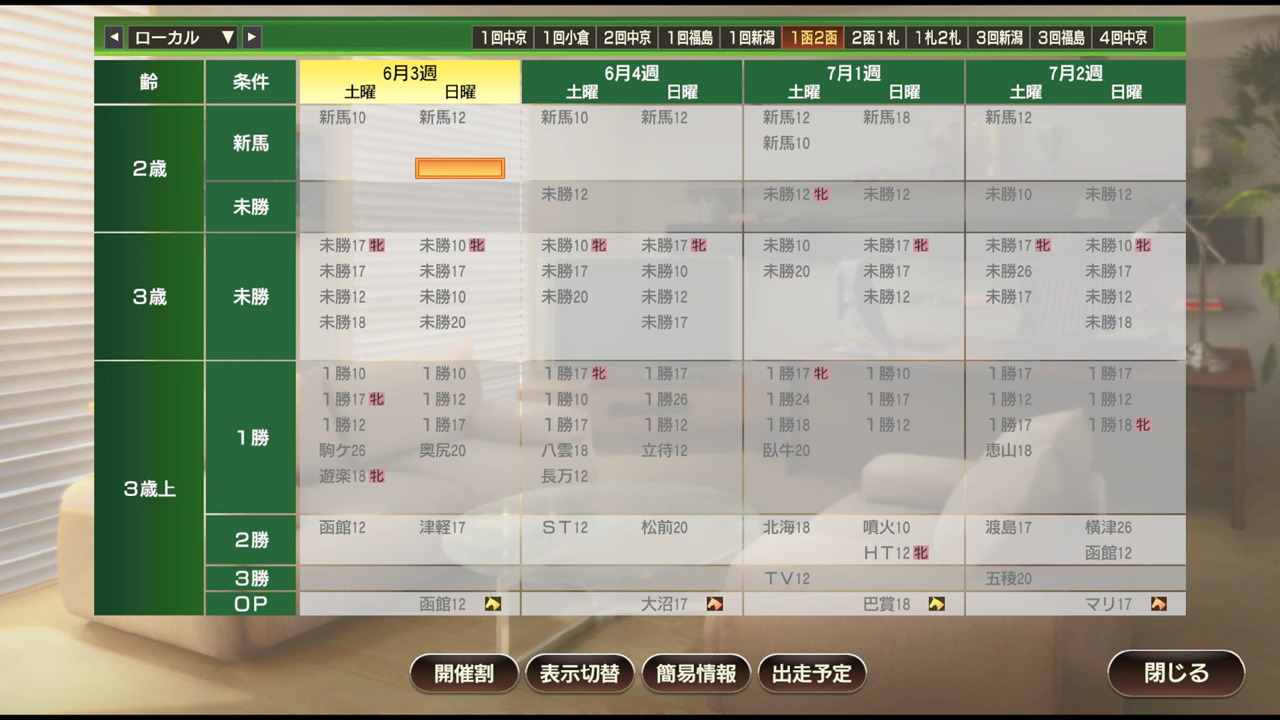 ◀ ローカル ▼ ▶ 1回中京 1回小倉 2回中京 1回福島 1回新潟 1函2函 2函1札 1札2札 3回新潟 3回福島 4回中京
齢 条件 6月3週 6月4週 7月1週 7月2週
土曜 日曜 土曜 日曜 土曜 日曜 土曜 日曜
2歳
新馬 新馬10 新馬12 新馬10 新馬12 新馬12 新馬18 新馬12
新馬10
未勝 未勝12 未勝12牝 未勝12 未勝10 未勝12
3歳 未勝
未勝17牝 未勝10牝 未勝10牝 未勝17牝 未勝10 未勝17牝 未勝17牝 未勝10牝
未勝17 未勝17 未勝17 未勝10 未勝20 未勝17 未勝26 未勝17
未勝12 未勝10 未勝20 未勝12 未勝12 未勝17 未勝12
未勝18 未勝20 未勝17 未勝18
3歳上
1勝
1勝10 1勝10 1勝17牝 1勝17 1勝17牝 1勝10 1勝17 1勝17
1勝17牝 1勝12 1勝10 1勝26 1勝24 1勝17 1勝12 1勝12
1勝12 1勝17 1勝17 1勝12 1勝18 1勝12 1勝17 1勝18牝
駒ケ26 奥尻20 八雲18 立待12 臥牛20 恵山18
遊楽18牝 長万12
2勝 函館12 津軽17 ST12 松前20 北海18 噴火10 渡島17 横津26
HT12牝 函館12
3勝 TV12 五稜20
OP 函館12 大沼17 巴賞18 マリ17
開催割 表示切替 簡易情報 出走予定 閉じる